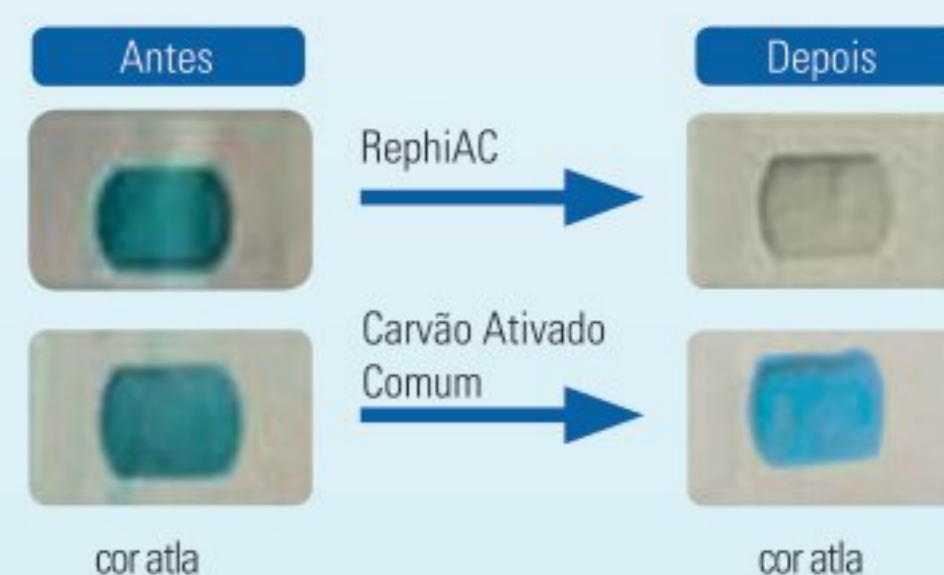 Antes
Depois
RephiAC
Carvão Ativado
Comum
cor atla
cor atla